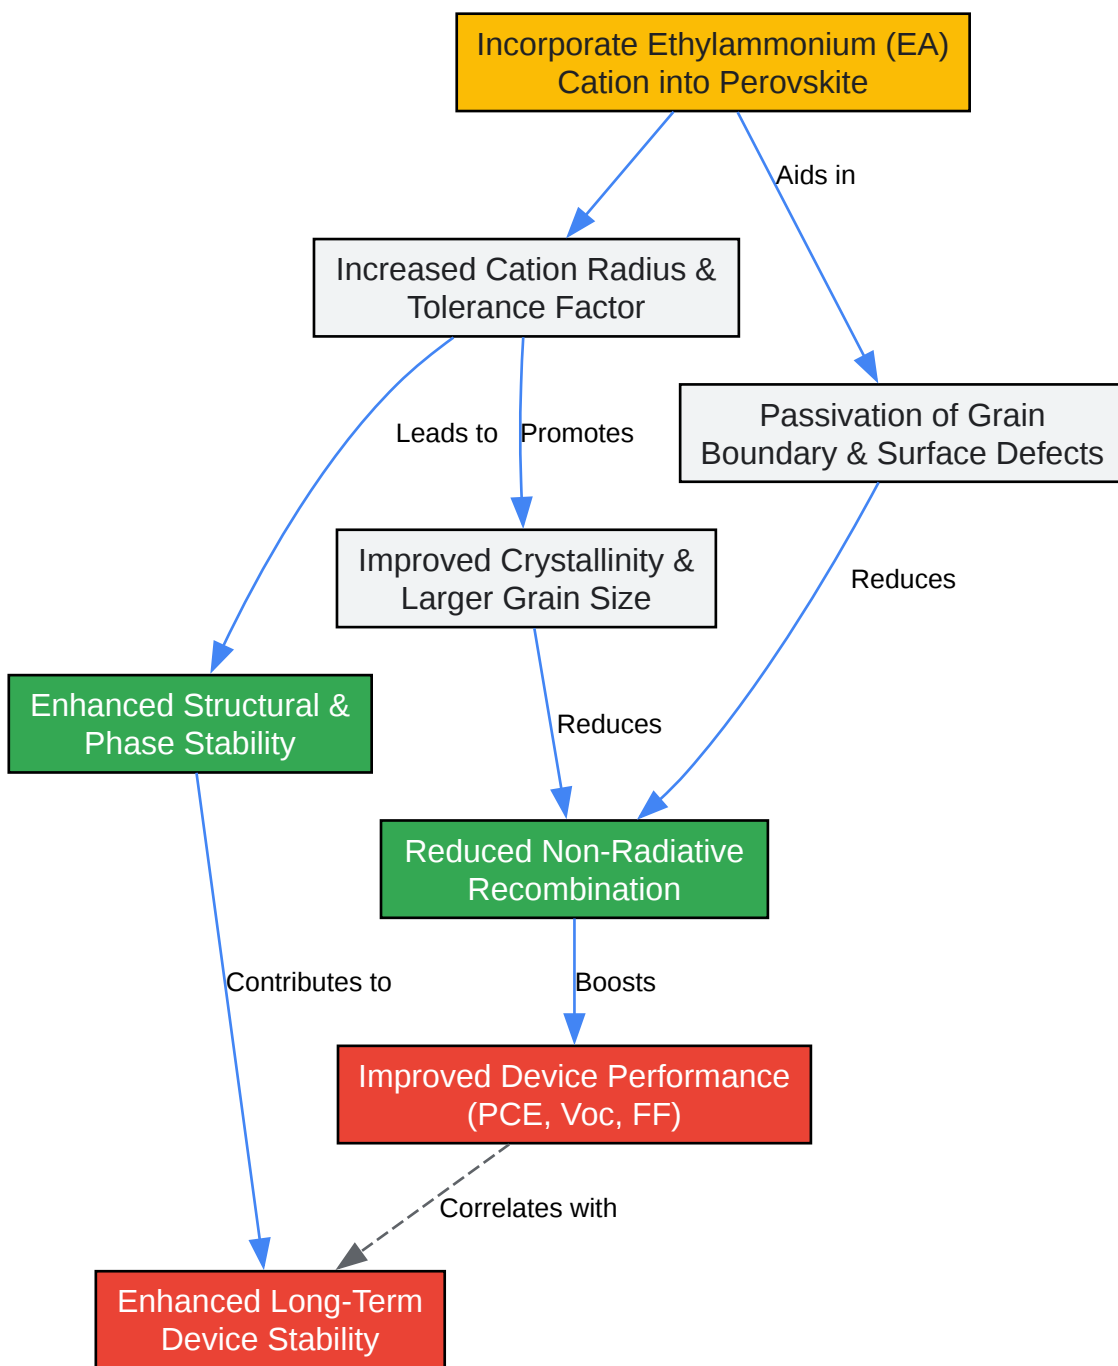 Incorporate Ethylammonium (EA)
Cation into Perovskite
Aids in
Increased Cation Radius &
Tolerance Factor
Leads to
Promotes
Passivation of Grain
Boundary & Surface Defects
Improved Crystallinity &
Larger Grain Size
Reduces
Enhanced Structural &
Phase Stability
Reduces
Reduced Non-Radiative
Recombination
Contributes to
Boosts
Improved Device Performance
(PCE, Voc, FF)
Correlates with
Enhanced Long-Term
Device Stability